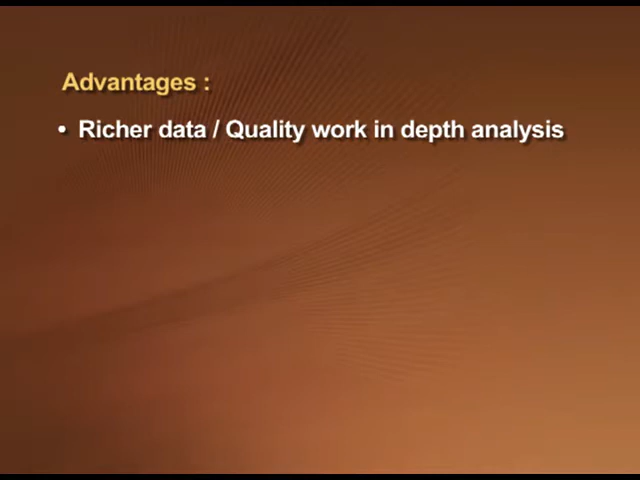 Advantages :
• Richer data / Quality work in depth analysis